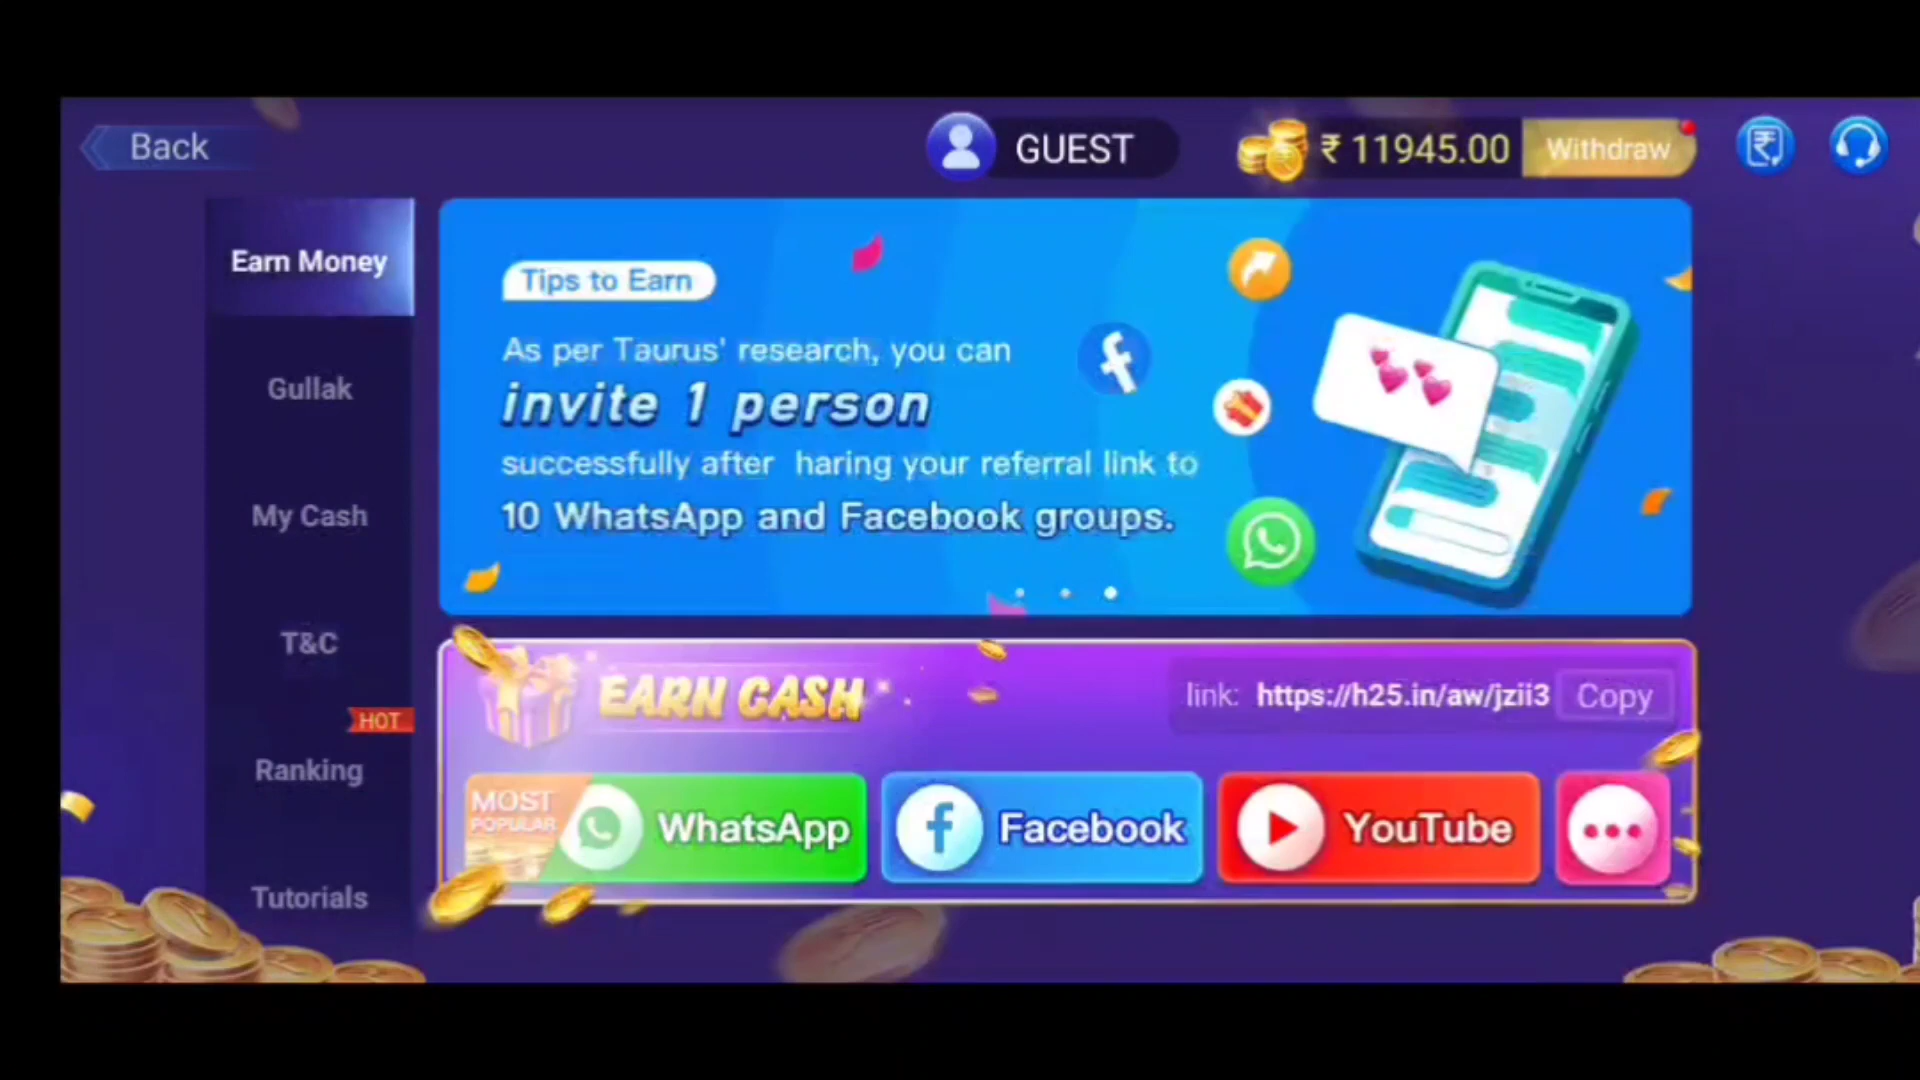 Back
GUEST
₹ 11945.00
Withdraw
Earn Money
Gullak
My Cash
T&C
HOT
Ranking
Tutorials
Tips to Earn
As per Taurus' research, you can
invite 1 person
successfully after haring your referral link to
10 WhatsApp and Facebook groups.
EARN CASH
link: https://h25.in/aw/jzii3
Copy
MOST
POPULAR
WhatsApp
Facebook
YouTube